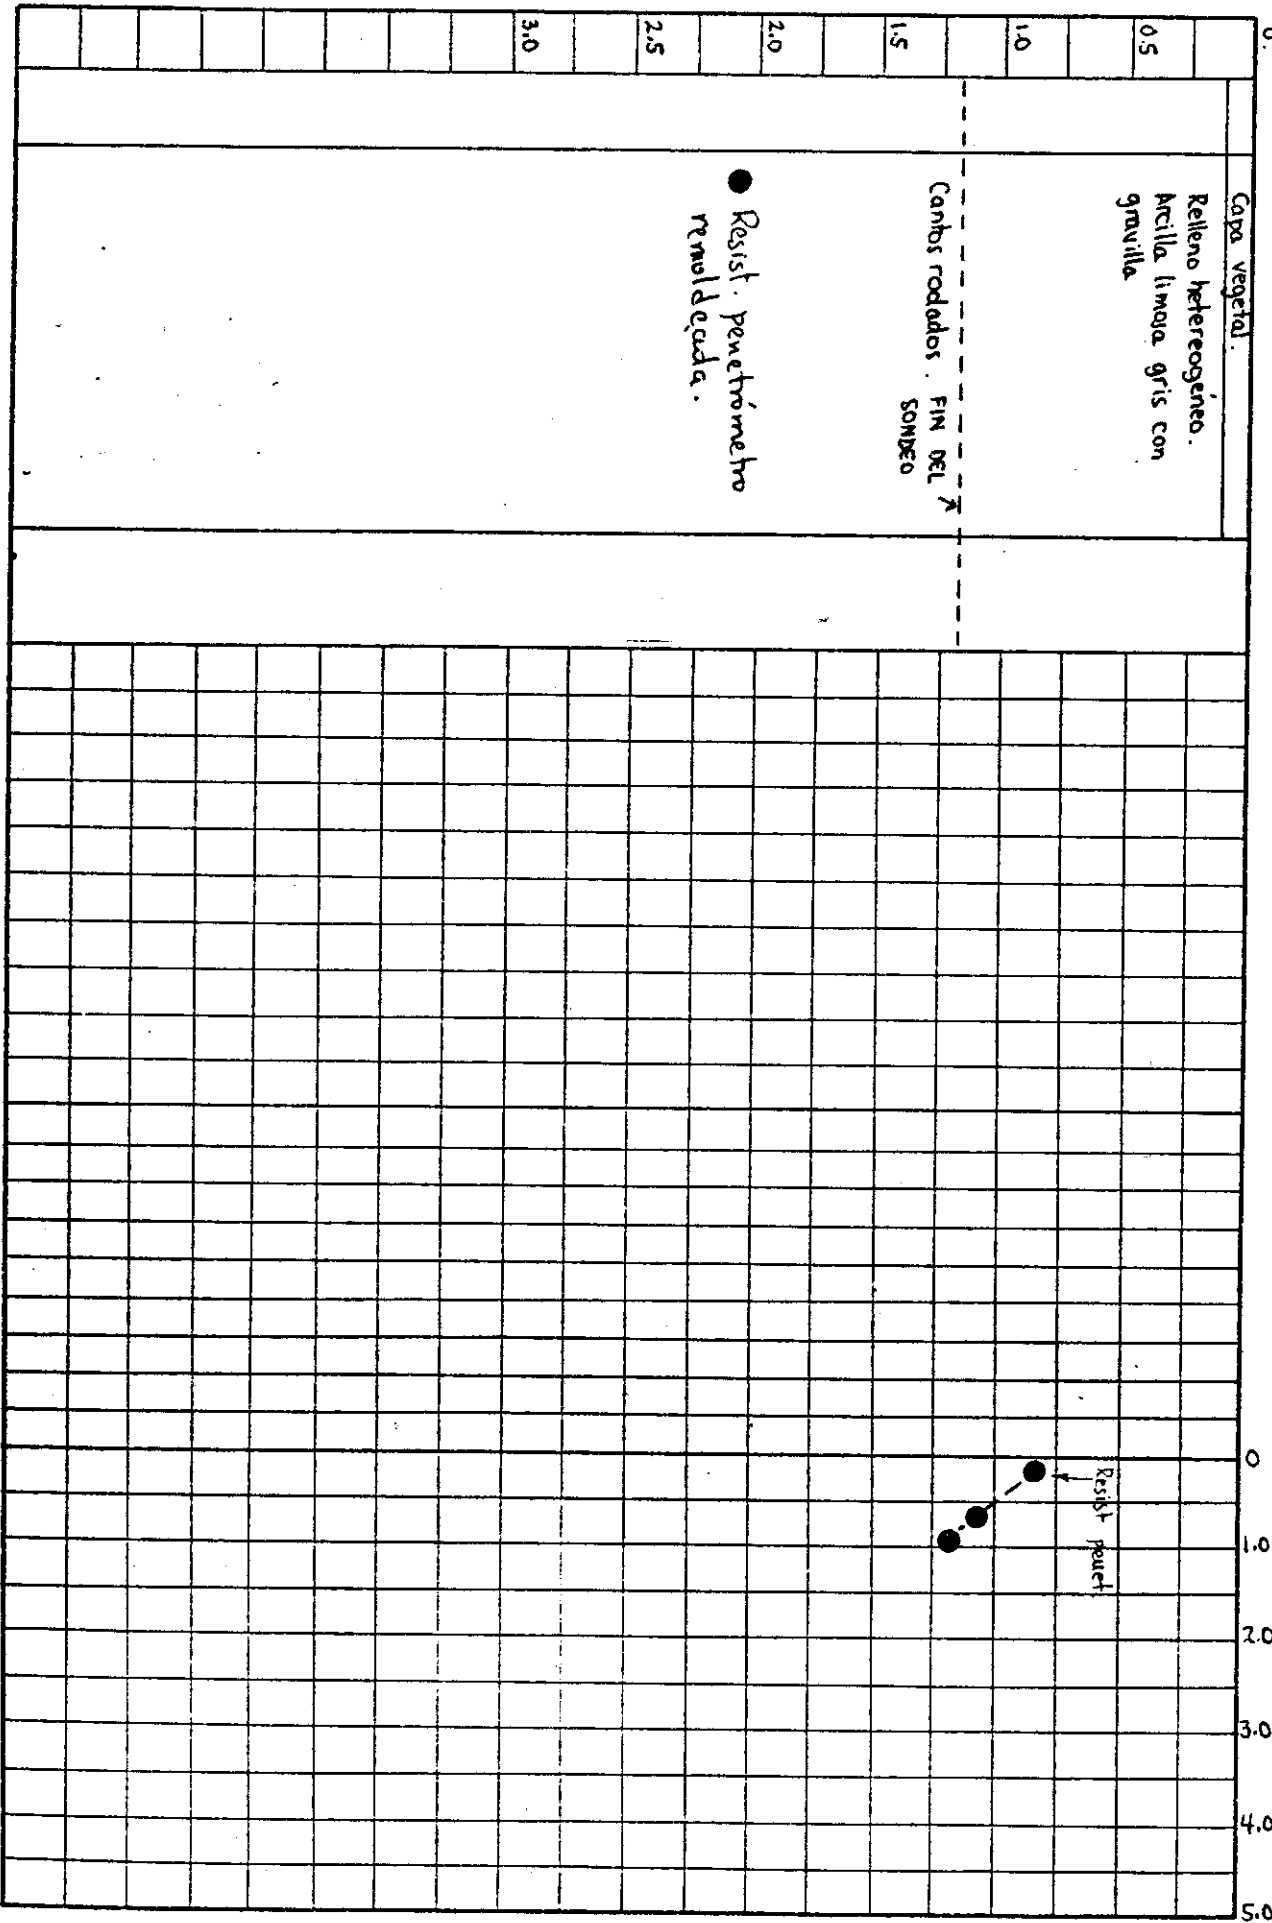 0.
0.5
1.0
1.5
2.0
2.5
3.0
Capa vegetal.
Relleno hetereogéneo.
Arcilla limosa gris con
gravilla
Cantos rodados. FIN DEL
SONDEO
Resist. penetrómetro
remoldeada.
0
1.0
2.0
3.0
4.0
5.0
Resist penet.